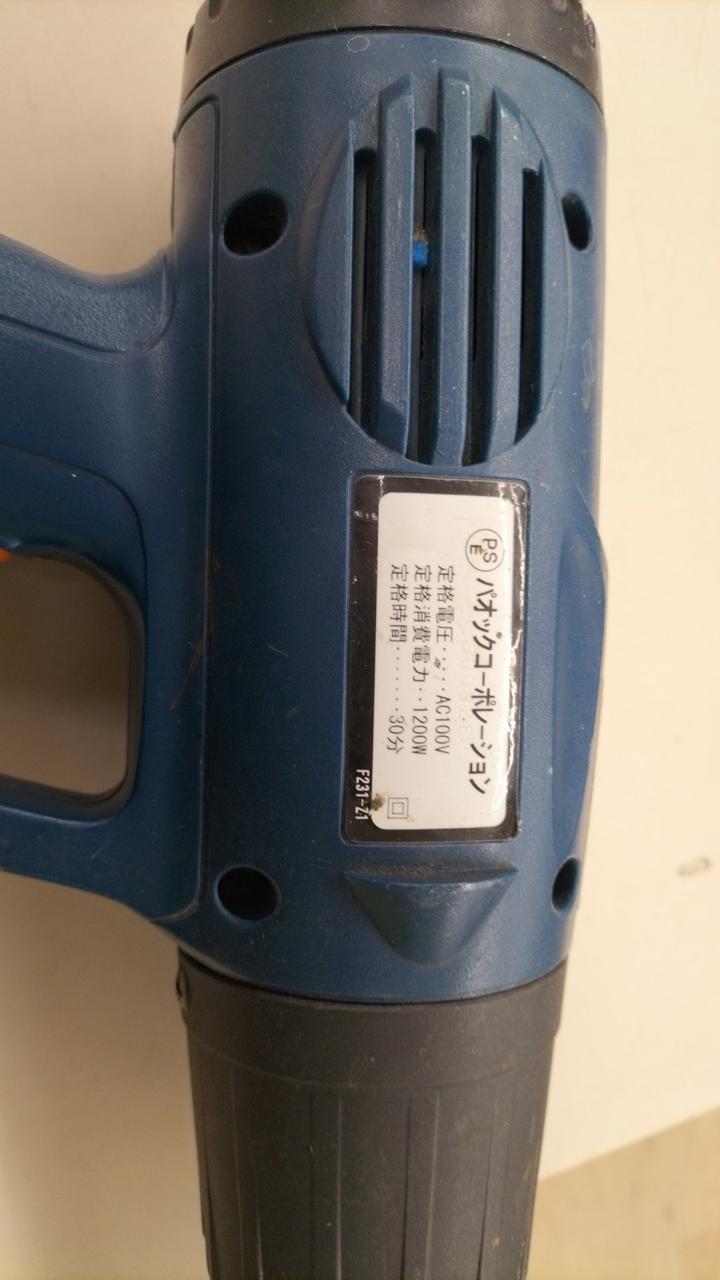 PSE パオックコーポレーション
定格電圧‥‥‥AC100V
定格消費電力‥1200W
定格時間‥‥‥‥30分
F231-Z1